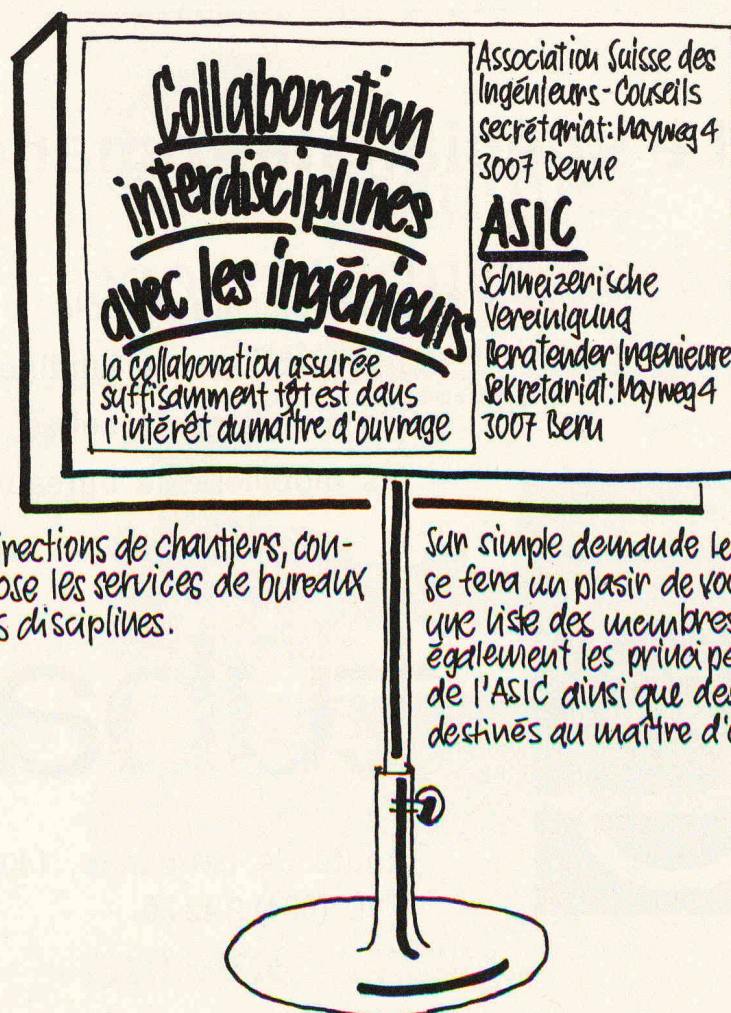 Collaboration
interdisciplines
avec les ingénieurs
la collaboration assurée
suffisamment tôt est dans
l'intérêt du maître d'ouvrage
Association Suisse des
Ingénieurs-Conseils
secrétariat: Mayweg 4
3007 Berne
ASIC
Schweizerische
Vereinigung
Beratender Ingenieure
Sekretariat: Mayweg 4
3007 Bern
rections de chantiers, con-
ose les services de bureaux
s disciplines.
Sur simple demande le
se fera un plasir de vo
une liste des membres
également les principe
de l'ASIC ainsi que des
destinés au maître d'o